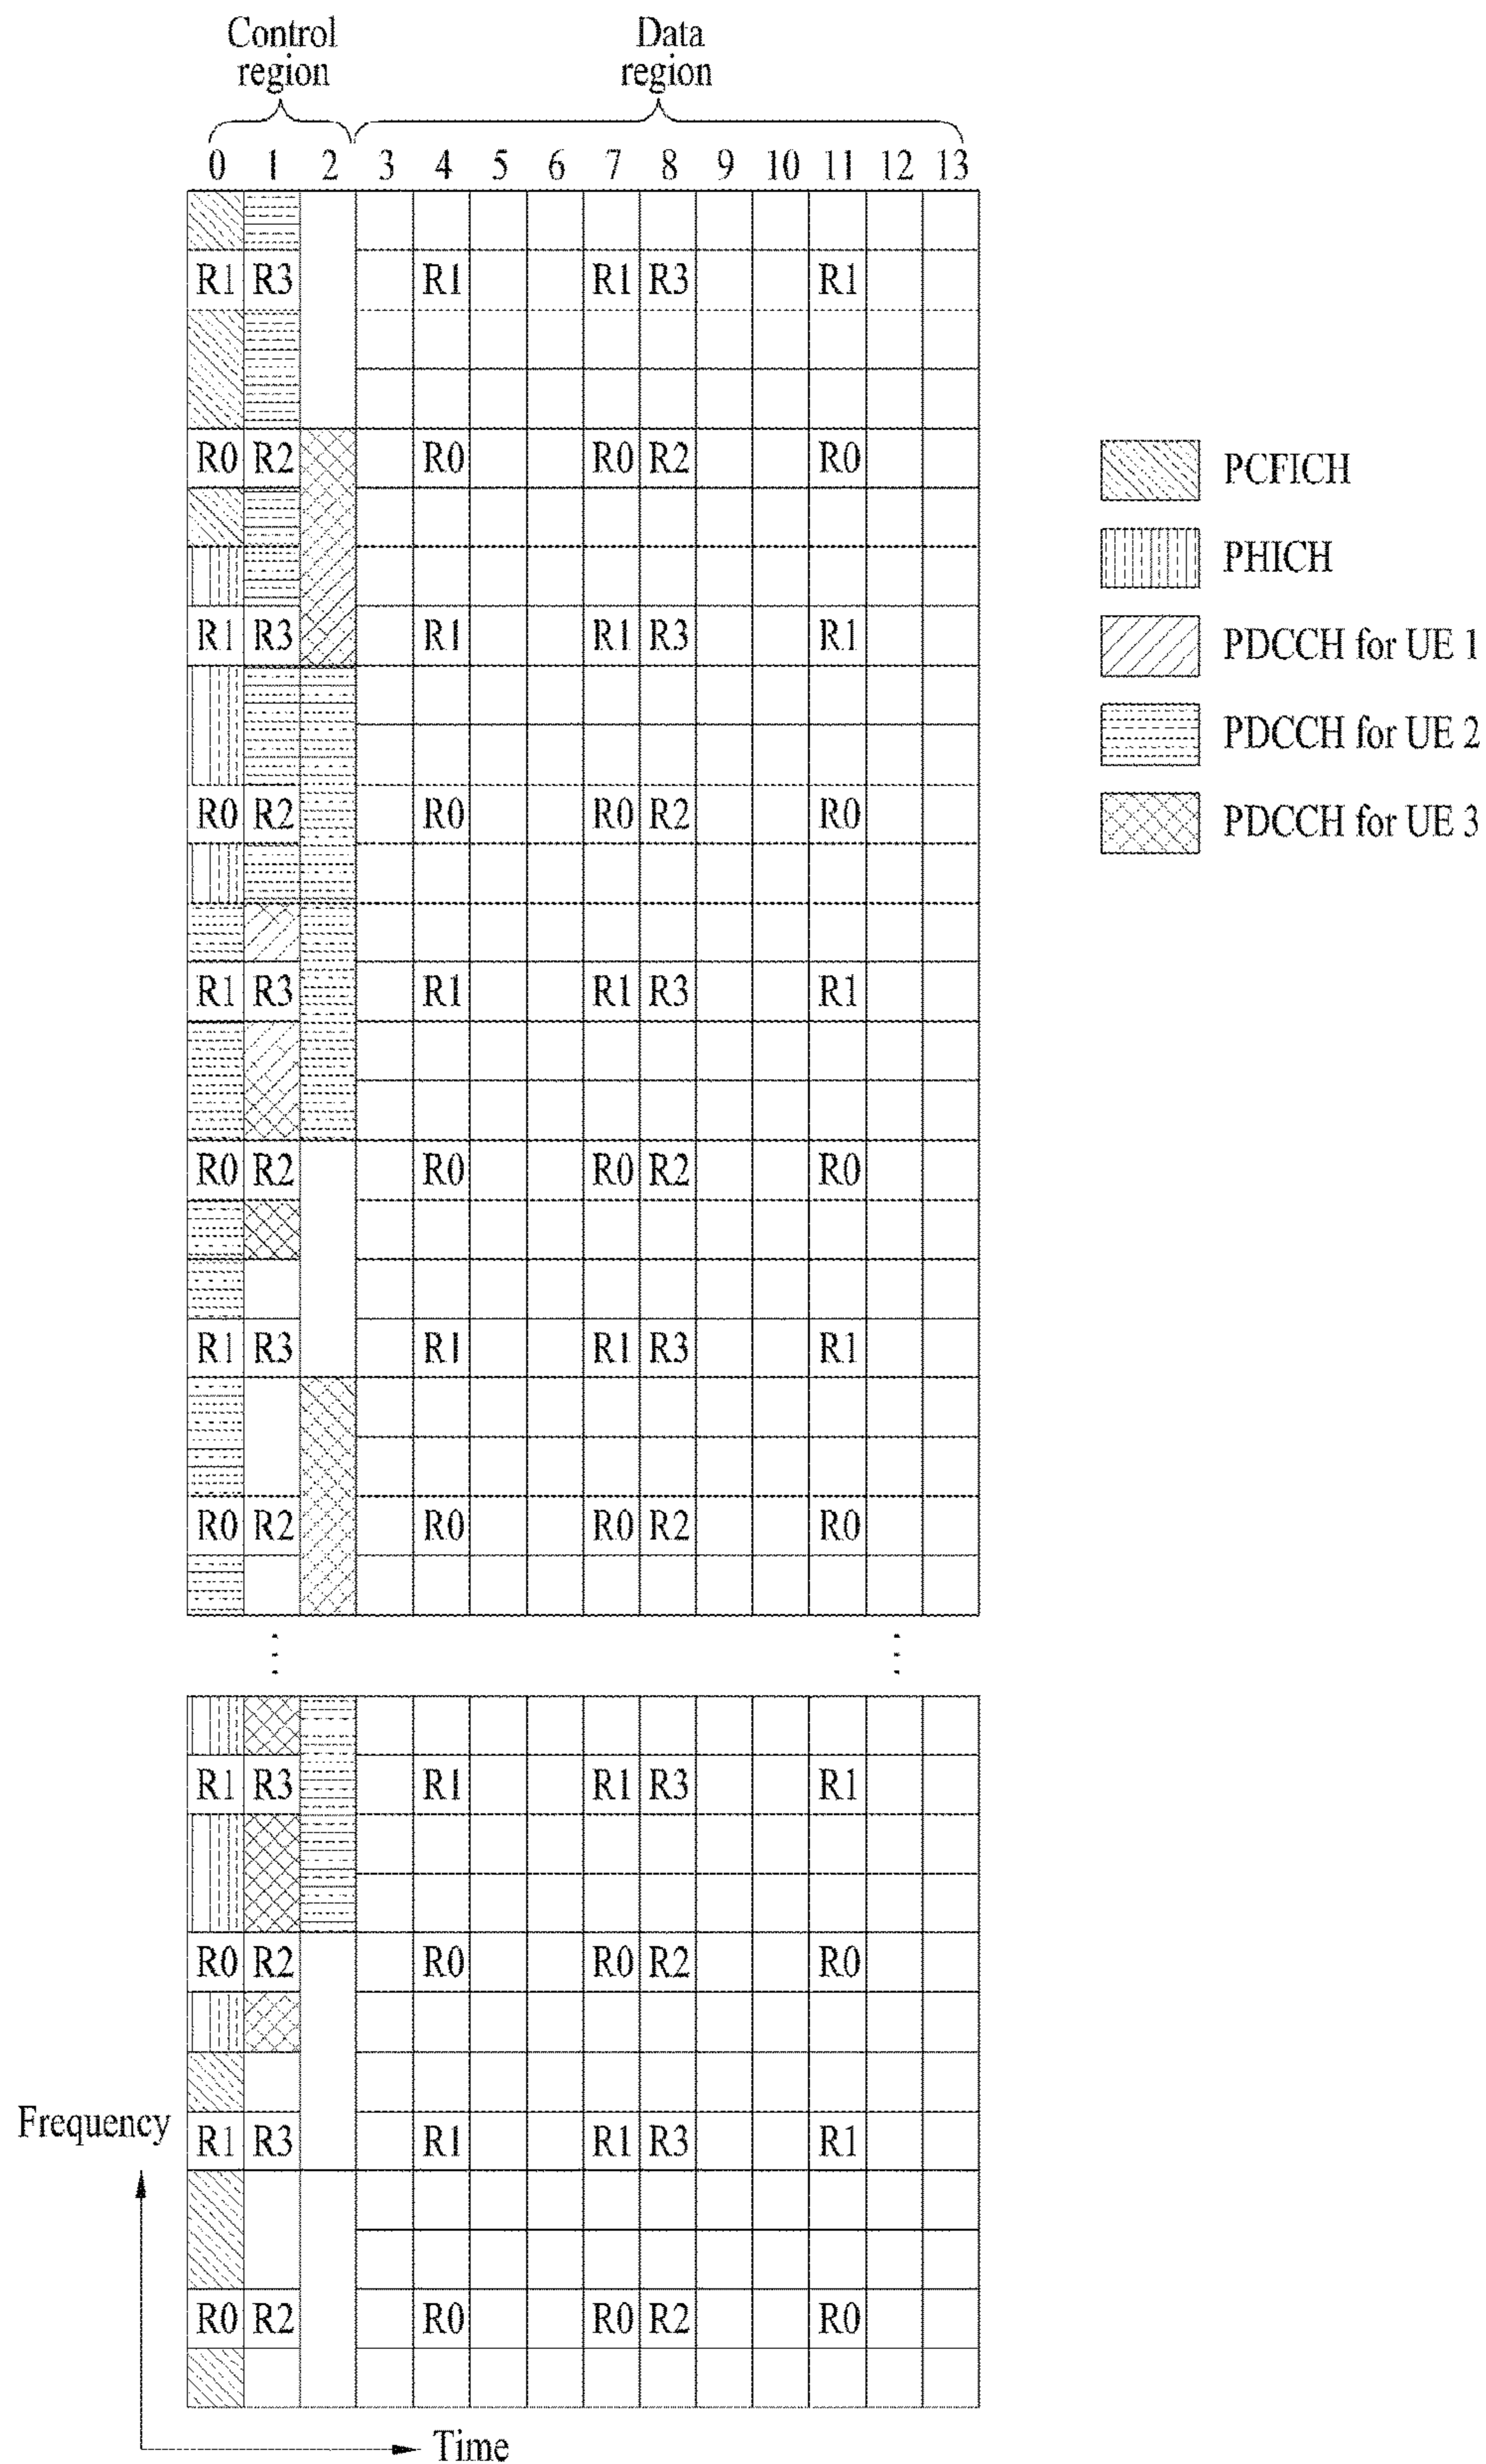 Control
region
Data
region
0 1 2 3 4 5 6 7 8 9 10 11 12 13
R1 R3 R1 R1 R3 R1
R0 R2 R0 R0 R2 R0
R1 R3 R1 R1 R3 R1
R0 R2 R0 R0 R2 R0
R1 R3 R1 R1 R3 R1
R0 R2 R0 R0 R2 R0
R1 R3 R1 R1 R3 R1
R0 R2 R0 R0 R2 R0
R1 R3 R1 R1 R3 R1
R0 R2 R0 R0 R2 R0
R1 R3 R1 R1 R3 R1
R0 R2 R0 R0 R2 R0
Frequency
Time
PCFICH
PHICH
PDCCH for UE 1
PDCCH for UE 2
PDCCH for UE 3